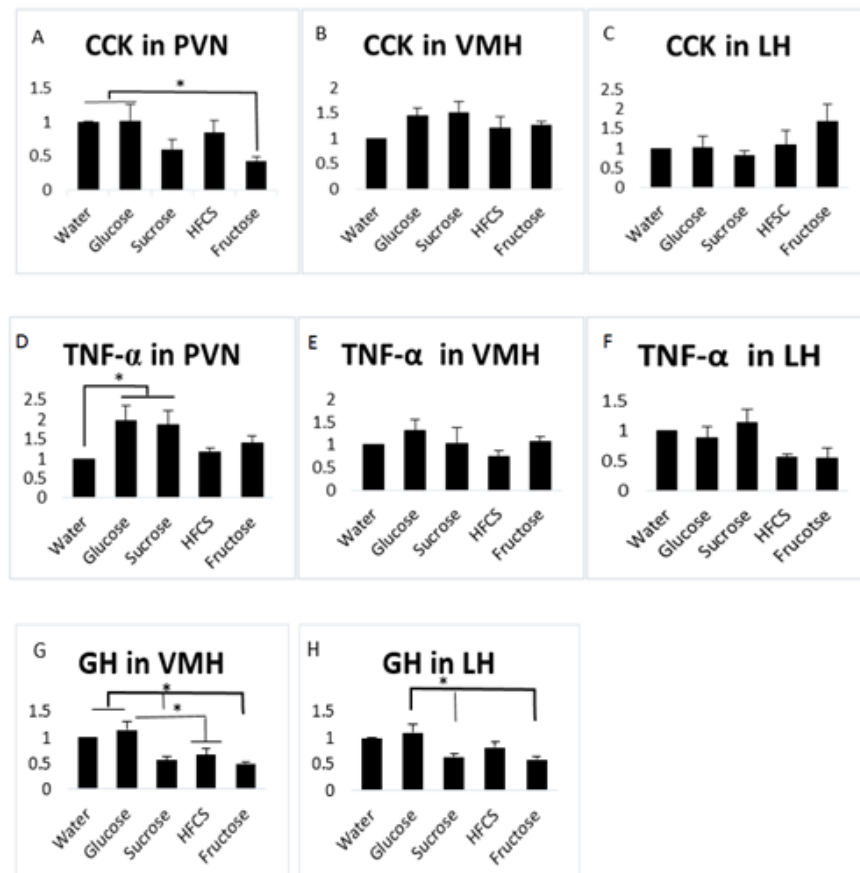 A
CCK in PVN
*
1.5
1
0.5
0
Water
Glucose
Sucrose
HFCS
Fructose
B
CCK in VMH
2
1.5
1
0.5
0
Water
Glucose
Sucrose
HFCS
Fructose
C
CCK in LH
2.5
2
1.5
1
0.5
0
Water
Glucose
Sucrose
HFSC
Fructose
D
TNF-α in PVN
*
2.5
2
1.5
1
0.5
0
Water
Glucose
Sucrose
HFCS
Fructose
E
TNF-α in VMH
2
1.5
1
0.5
0
Water
Glucose
Sucrose
HFCS
Fructose
F
TNF-α in LH
1.5
1
0.5
0
Water
Glucose
Sucrose
HFCS
Frucotse
G
GH in VMH
*
*
1.5
1
0.5
0
Water
Glucose
Sucrose
HFCS
Fructose
H
GH in LH
*
1.5
1
0.5
0
Water
Glucose
Sucrose
HFCS
Fructose